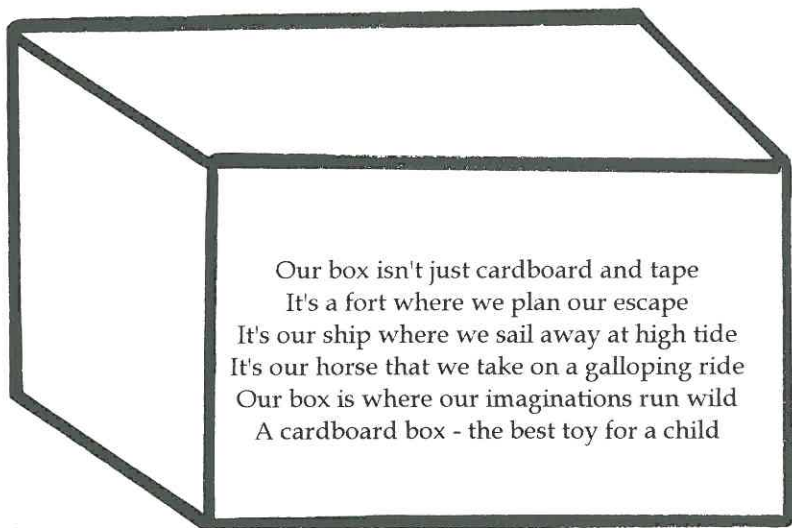 Our box isn't just cardboard and tape
It's a fort where we plan our escape
It's our ship where we sail away at high tide
It's our horse that we take on a galloping ride
Our box is where our imaginations run wild
A cardboard box - the best toy for a child